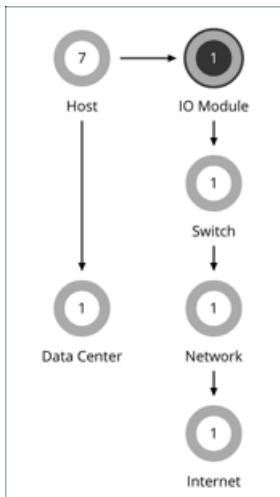 7
1
Host
IO Module
1
Switch
1
1
Data Center
Network
1
Internet